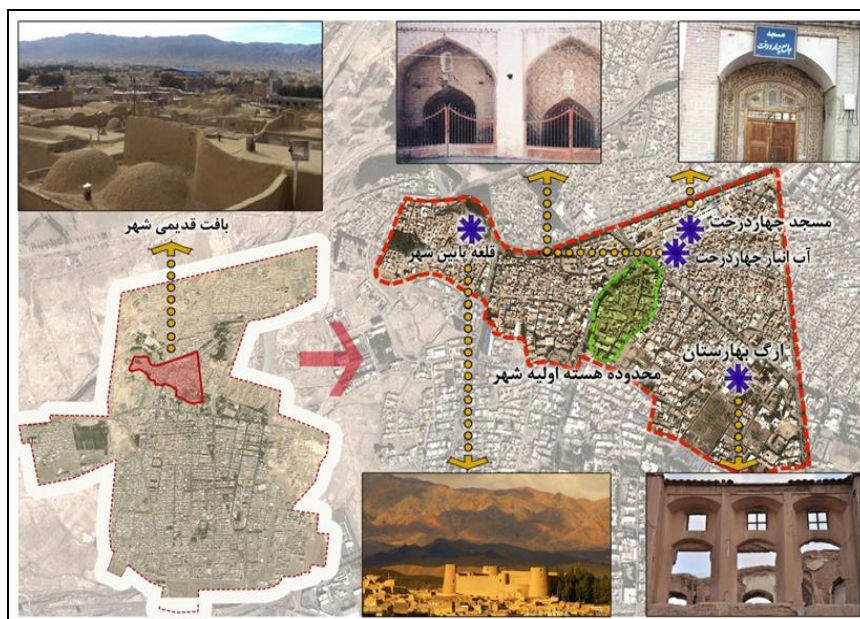 مسجد
جامع چهاردرخت
بافت قدیمی شهر
مسجد چهاردرخت
آب انبار چهاردرخت
قلعه پایین شهر
ارگ بهارستان
محدوده هسته اولیه شهر